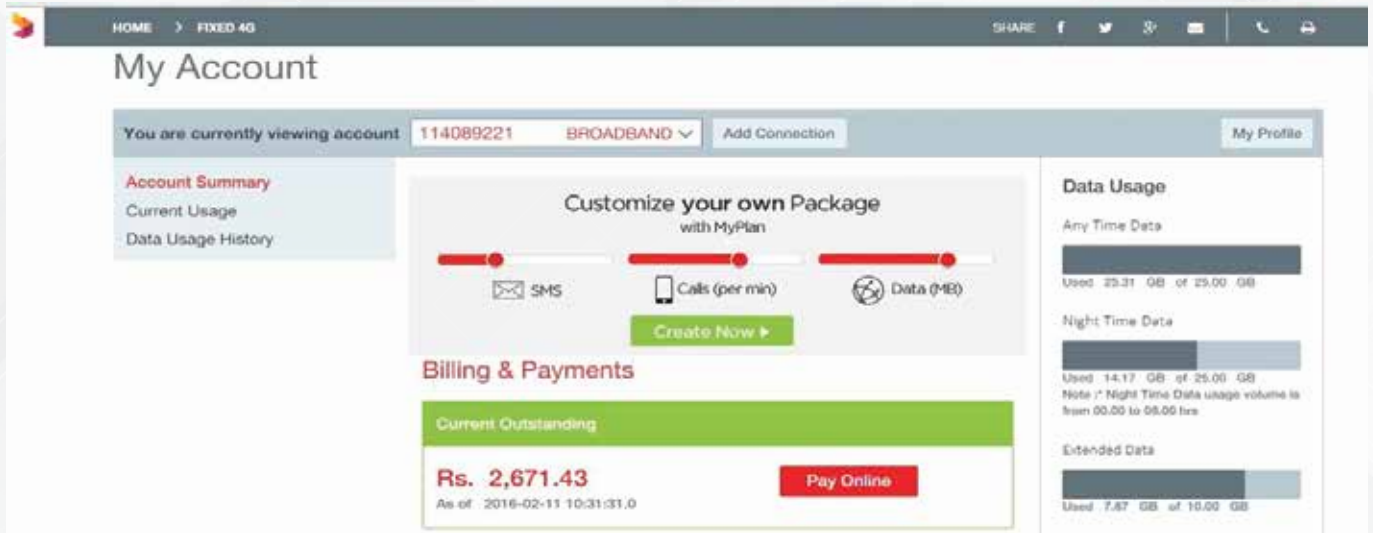 HOME > FIXED 4G
SHARE
My Account
You are currently viewing account 114089221 BROADBAND Add Connection My Profile
Account Summary
Current Usage
Data Usage History
Customize your own Package
with MyPlan
SMS Calls (per min) Data (MB)
Create Now
Billing & Payments
Current Outstanding
Rs. 2,671.43
As of 2016-02-11 10:31:31.0
Pay Online
Data Usage
Any Time Data
Used 25.31 GB of 25.00 GB
Night Time Data
Used 14.17 GB of 25.00 GB
Note :* Night Time Data usage volume is
from 00.00 to 08.00 hrs
Extended Data
Used 7.67 GB of 10.00 GB